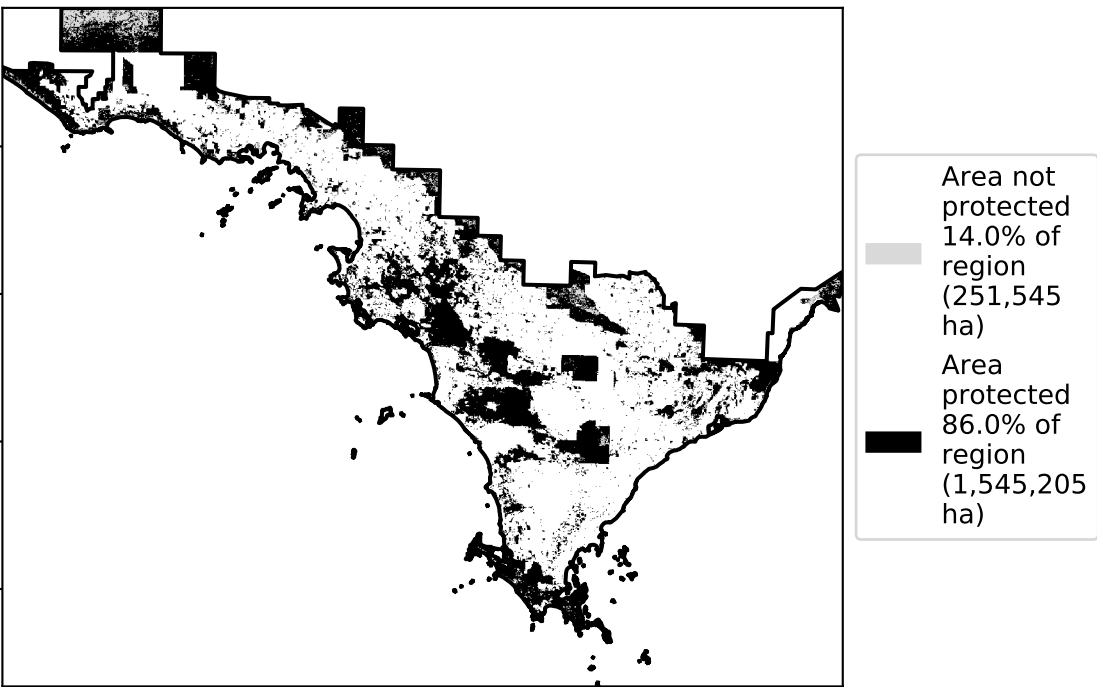 Area not
protected
14.0% of
region
(251,545
ha)
Area
protected
86.0% of
region
(1,545,205
ha)